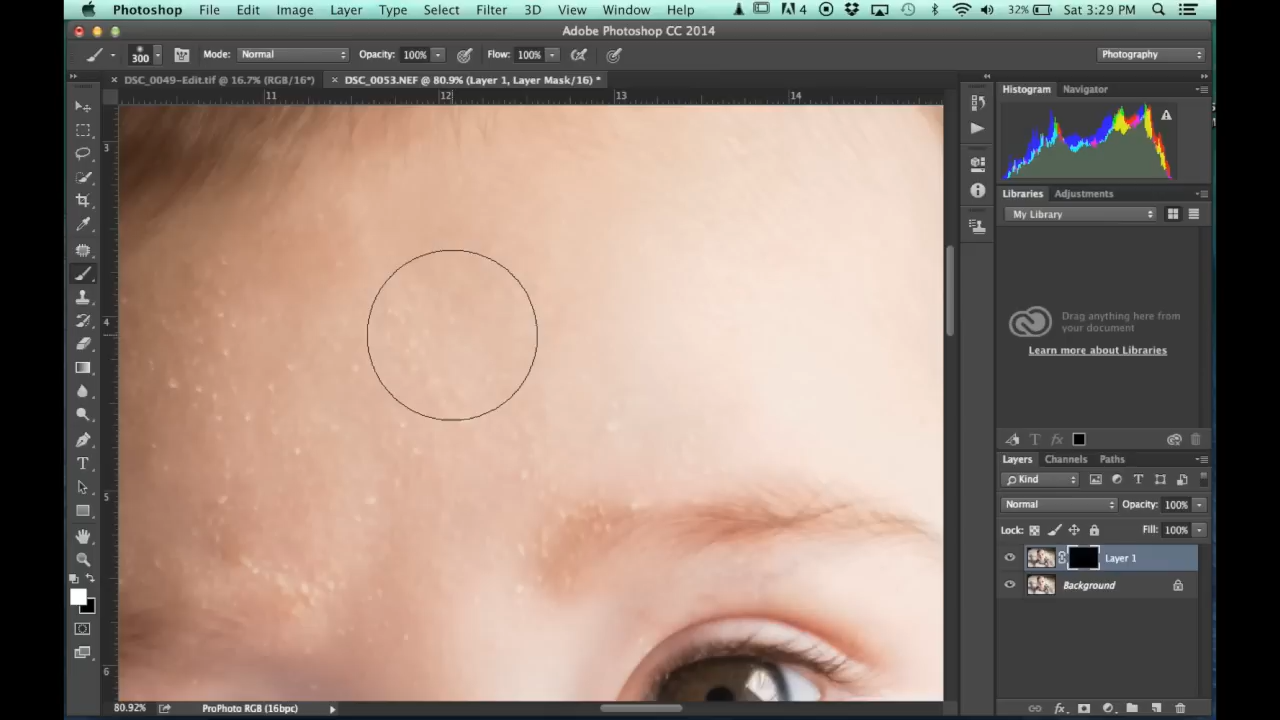 Photoshop File Edit Image Layer Type Select Filter 3D View Window Help 4 32% Sat 3:29 PM
Adobe Photoshop CC 2014
300 Mode: Normal Opacity: 100% Flow: 100% Photography
DSC_0049-Edit.tif @ 16.7% (RGB/16*) DSC_0053.NEF @ 80.9% (Layer 1, Layer Mask/16) *
11 12 13 14
3
4
5
6
Histogram Navigator
Libraries Adjustments
My Library
Drag anything here from
your document
Learn more about Libraries
T fx
Layers Channels Paths
Kind T
Normal Opacity: 100%
Lock: Fill: 100%
Layer 1
Background
80.92% ProPhoto RGB (16bpc) fx